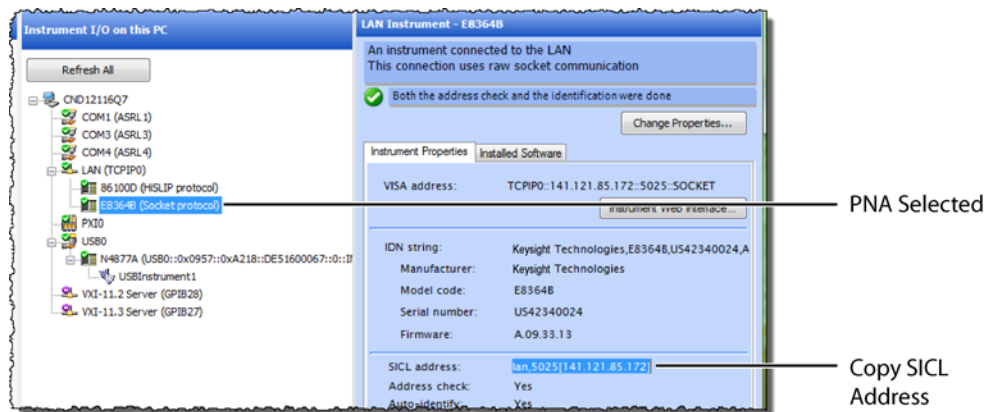 Instrument I/O on this PC
Refresh All
CND12116Q7
COM1 (ASRL1)
COM3 (ASRL3)
COM4 (ASRL4)
LAN (TCPIP0)
86100D (HiSLIP protocol)
E8364B (Socket protocol)
PXI0
USB0
N4877A (USB0::0x0957::0xA218::DE51600067::0::I
USBInstrument1
VXI-11.2 Server (GPIB28)
VXI-11.3 Server (GPIB27)
LAN Instrument - E8364B
An instrument connected to the LAN
This connection uses raw socket communication
Both the address check and the identification were done
Change Properties...
Instrument Properties
Installed Software
VISA address: TCPIP0::141.121.85.172::5025::SOCKET
Instrument Web Interface...
IDN string: Keysight Technologies,E8364B,US42340024,A
Manufacturer: Keysight Technologies
Model code: E8364B
Serial number: US42340024
Firmware: A.09.33.13
SICL address: lan,5025[141.121.85.172]
Address check: Yes
Auto-identify: Yes
PNA Selected
Copy SICL
Address